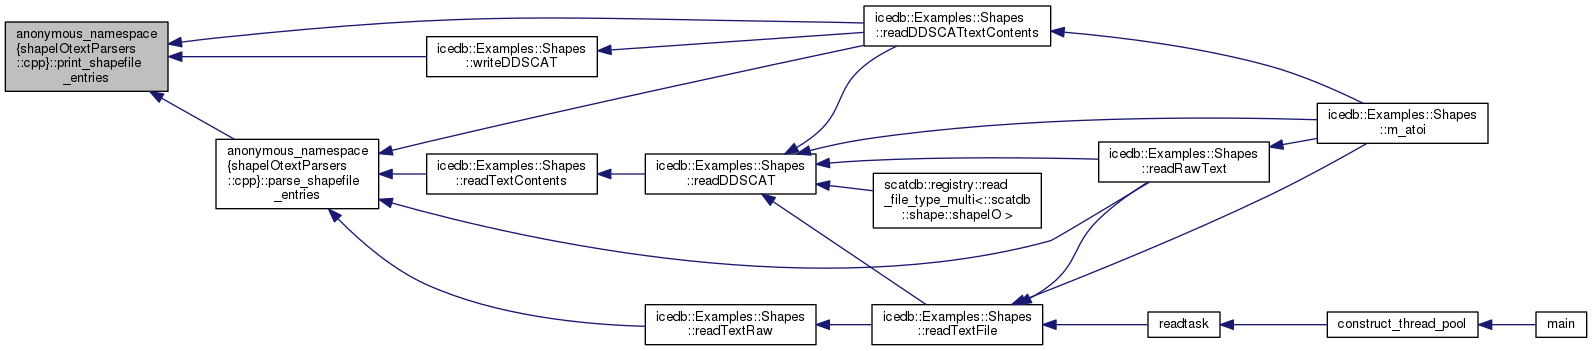 anonymous_namespace
{shapeIOtextParsers
::cpp}::print_shapefile
_entries
icedb::Examples::Shapes
::readDDSCATtextContents
icedb::Examples::Shapes
::writeDDSCAT
anonymous_namespace
{shapeIOtextParsers
::cpp}::parse_shapefile
_entries
icedb::Examples::Shapes
::readTextContents
icedb::Examples::Shapes
::readDDSCAT
icedb::Examples::Shapes
::m_atoi
icedb::Examples::Shapes
::readRawText
scatdb::registry::read
_file_type_multi<::scatdb
::shape::shapeIO >
icedb::Examples::Shapes
::readTextRaw
icedb::Examples::Shapes
::readTextFile
readtask
construct_thread_pool
main